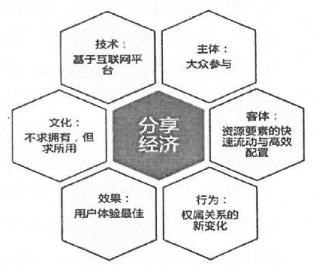 技术：
基于互联网平
台
主体：
大众参与
文化：
不求拥有，但
求所用
分享
经济
客体：
资源要素的快
速流动与高效
配置
效果：
用户体验最佳
行为：
权属关系的
新变化